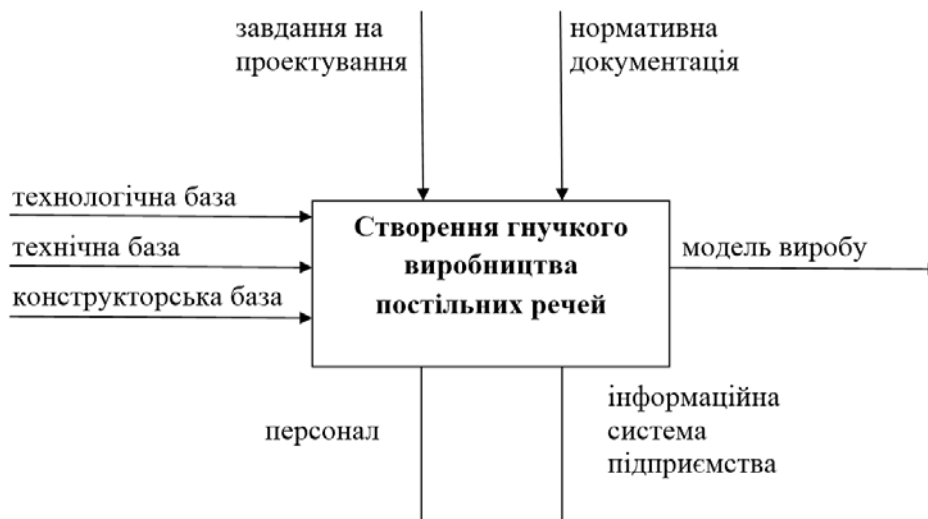 завдання на
проектування
нормативна
документація
технологічна база
технічна база
конструкторська база
Створення гнучкого
виробництва
постільних речей
модель виробу
персонал
інформаційна
система
підприємства